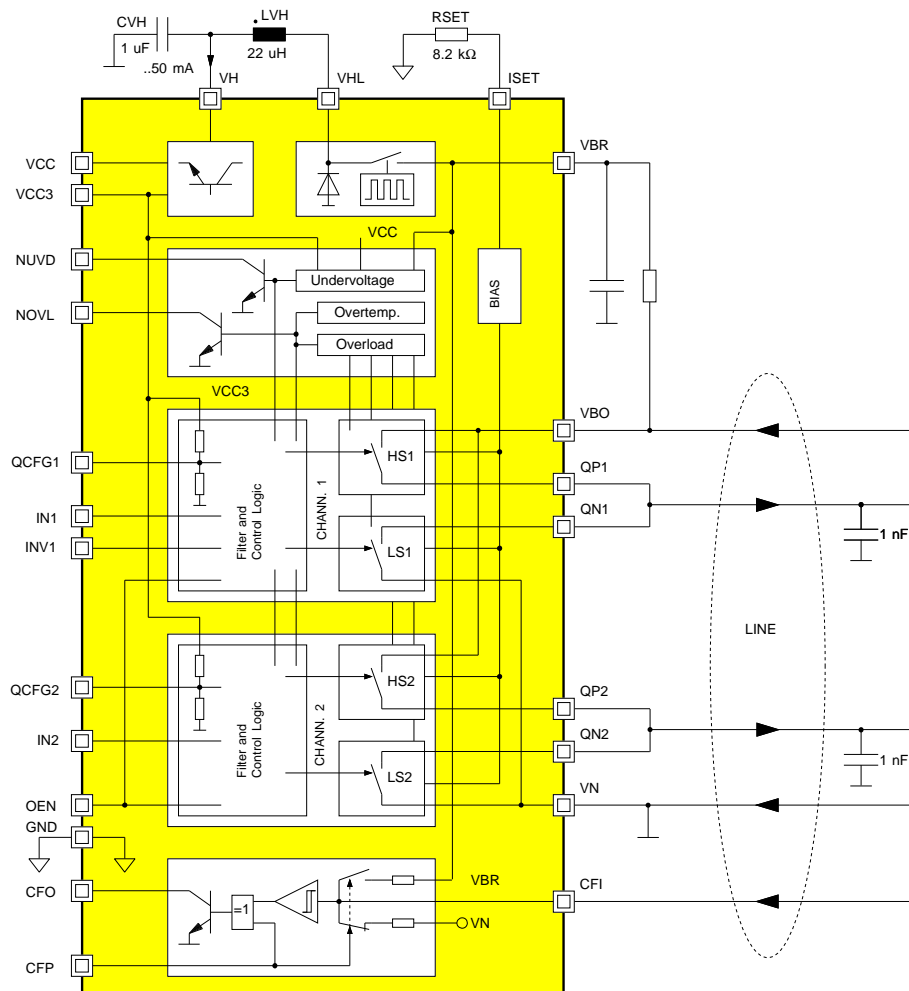 CVH
1 uF
..50 mA
LVH
22 uH
RSET
8.2 kΩ
VH
VHL
ISET
VCC
VCC3
VBR
NUVD
VCC
Undervoltage
BIAS
NOVL
Overtemp.
Overload
VCC3
VBO
QCFG1
HS1
QP1
Filter and
Control Logic
CHANN. 1
IN1
QN1
1 nF
INV1
LS1
LINE
QCFG2
HS2
QP2
Filter and
Control Logic
CHANN. 2
IN2
QN2
1 nF
LS2
OEN
VN
GND
CFO
VBR
CFI
=1
VN
CFP